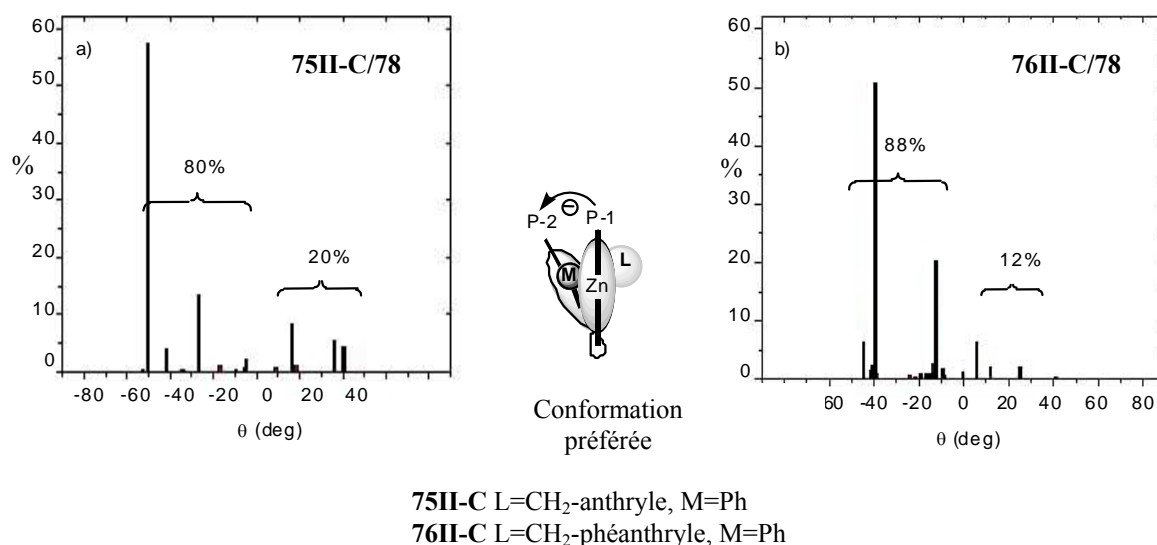 a)
75II-C/78
60
50
40
30
20
10
0
%
80%
20%
-80 -60 -40 -20 0 20 40
θ (deg)
P-2 ⊖ P-1
M Zn L
Conformation
préférée
b)
76II-C/78
60
50
40
30
20
10
0
%
88%
12%
60 -40 -20 0 20 40 60 80
θ (deg)
75II-C L=CH₂-anthryle, M=Ph
76II-C L=CH₂-phéanthryle, M=Ph